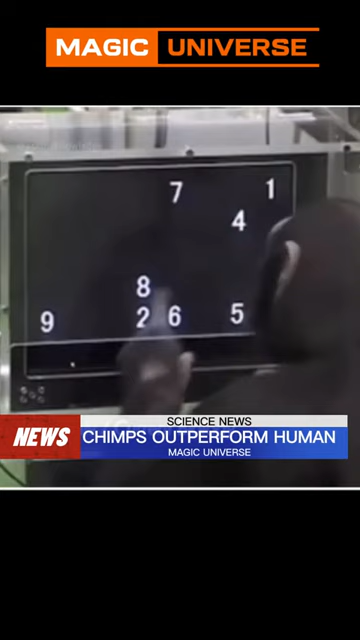 MAGIC UNIVERSE
7 1
4
8
9 2 6 5
SCIENCE NEWS
NEWS CHIMPS OUTPERFORM HUMAN
MAGIC UNIVERSE